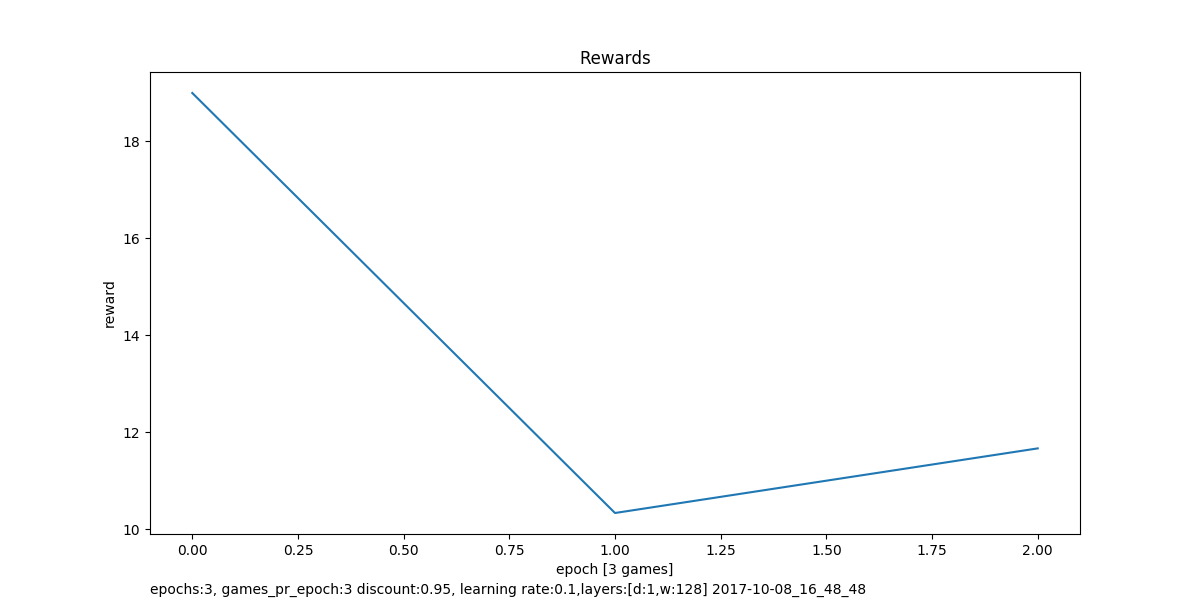 Rewards
18
16
14
12
10
reward
0.00 0.25 0.50 0.75 1.00 1.25 1.50 1.75 2.00
epoch [3 games]
epochs:3, games_pr_epoch:3 discount:0.95, learning rate:0.1,layers:[d:1,w:128] 2017-10-08_16_48_48